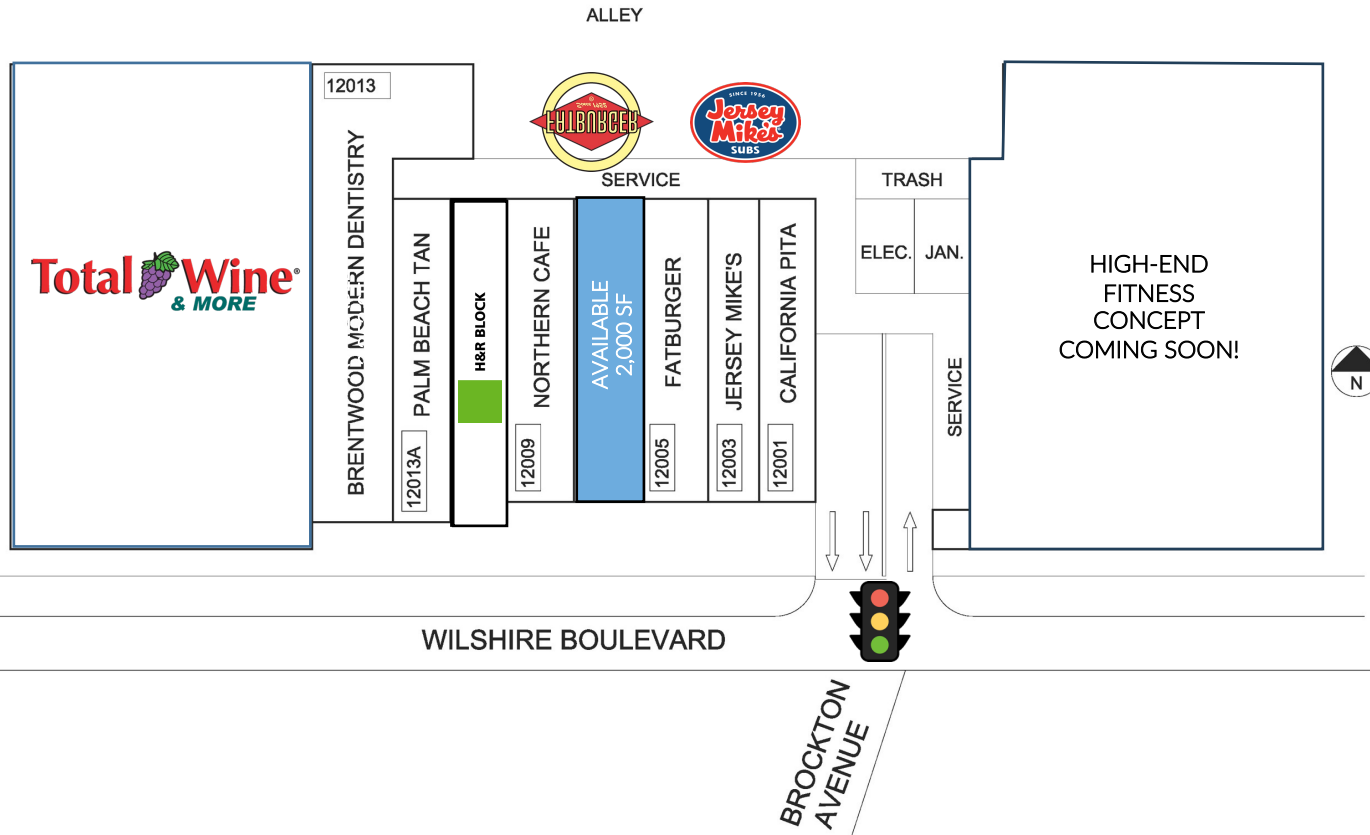 ALLEY
12013
BRENTWOOD MODERN DENTISTRY
Total Wine
& MORE
FATBURGER
SINCE 1956
Jersey
Mike's
SUBS
SERVICE
TRASH
ELEC.
JAN.
12013A
PALM BEACH TAN
H&R BLOCK
12009
NORTHERN CAFE
AVAILABLE
2,000 SF
12005
FATBURGER
12003
JERSEY MIKE'S
12001
CALIFORNIA PITA
SERVICE
HIGH-END
FITNESS
CONCEPT
COMING SOON!
N
WILSHIRE BOULEVARD
BROCKTON
AVENUE